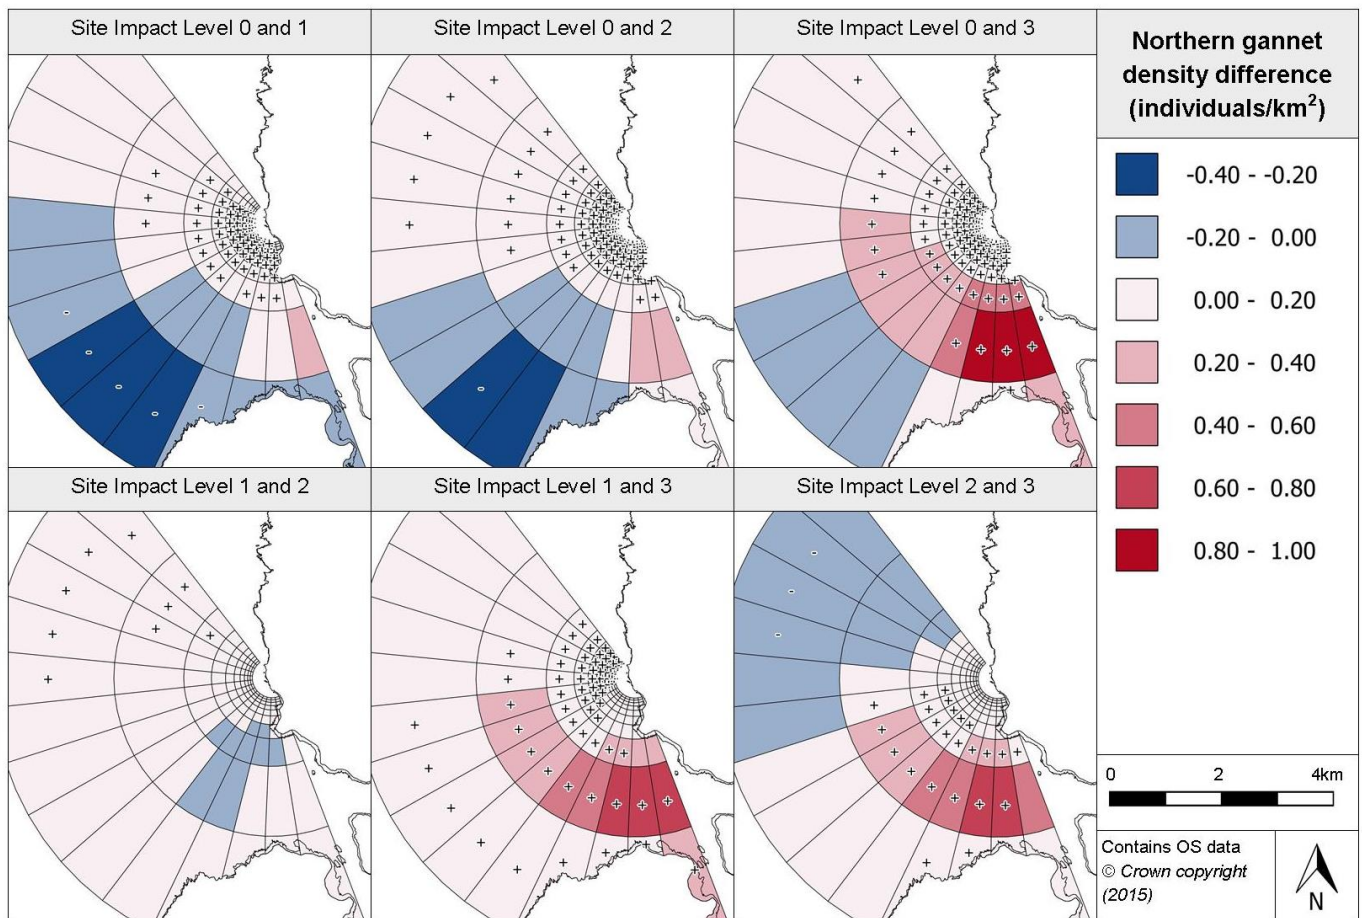 Site Impact Level 0 and 1
Site Impact Level 0 and 2
Site Impact Level 0 and 3
Northern gannet
density difference
(individuals/km²)
-0.40 - -0.20
-0.20 - 0.00
0.00 - 0.20
0.20 - 0.40
0.40 - 0.60
0.60 - 0.80
0.80 - 1.00
Site Impact Level 1 and 2
Site Impact Level 1 and 3
Site Impact Level 2 and 3
0 2 4km
Contains OS data
© Crown copyright
(2015)
N